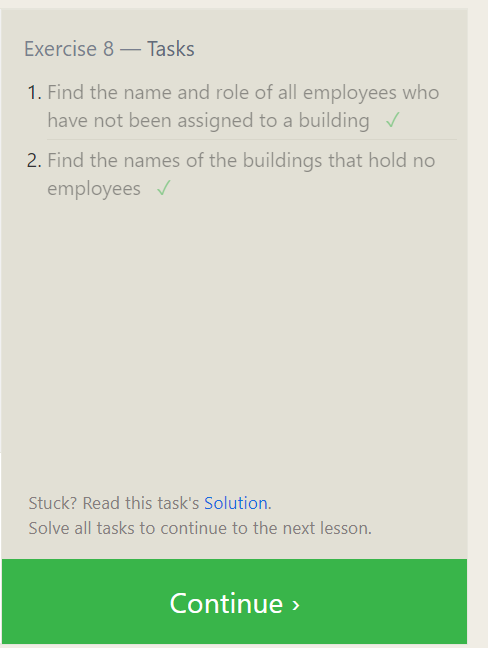 Exercise 8 — Tasks
1. Find the name and role of all employees who
have not been assigned to a building ✓
2. Find the names of the buildings that hold no
employees ✓
Stuck? Read this task's Solution.
Solve all tasks to continue to the next lesson.
Continue ›